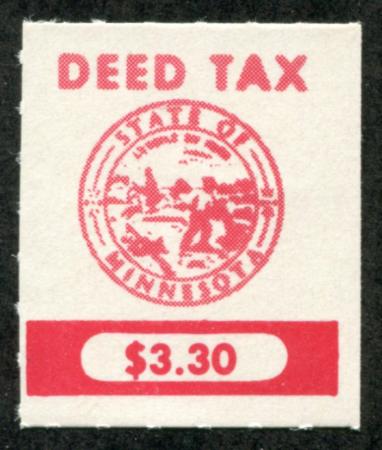 DEED TAX
STATE OF
MINNESOTA
$3.30